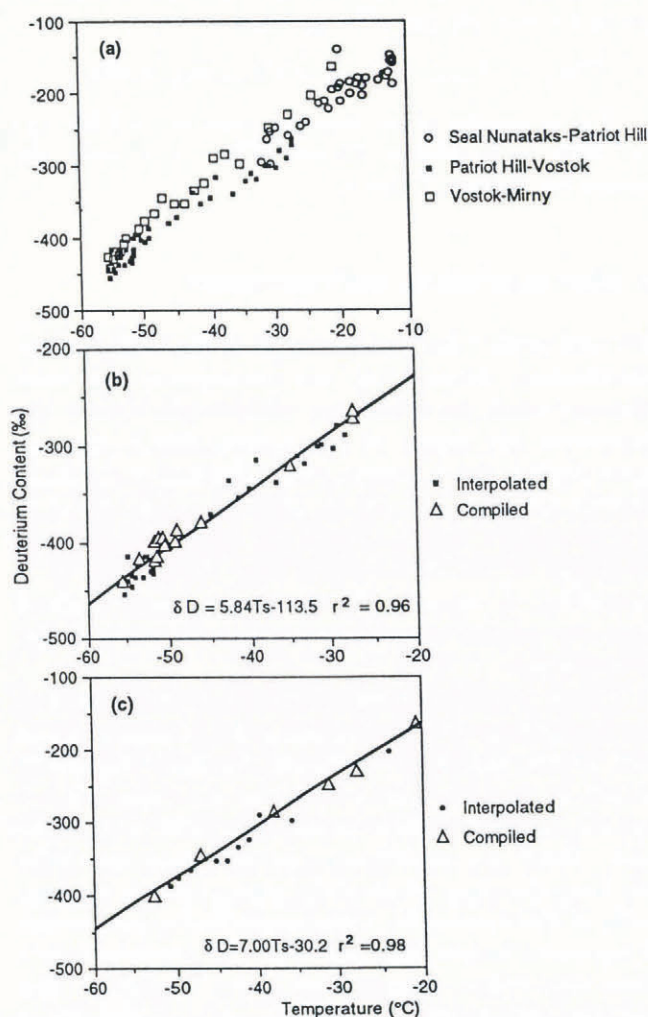 -100
(a)
-200
-300
-400
-500
-60
-50
-40
-30
-20
-10
Seal Nunataks-Patriot Hill
Patriot Hill-Vostok
Vostok-Mirny
Deuterium Content (‰)
-200
(b)
-300
-400
-500
δ D = 5.84Ts-113.5 r² = 0.96
-60
-50
-40
-30
-20
Interpolated
Compiled
-100
(c)
-200
-300
-400
-500
δ D=7.00Ts-30.2 r² =0.98
-60
-50
-40
-30
-20
Interpolated
Compiled
Temperature (°C)